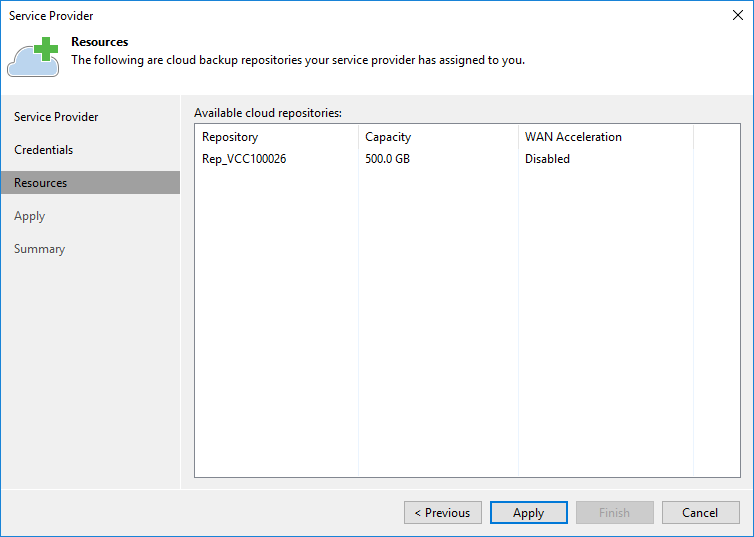 Service Provider
Resources
The following are cloud backup repositories your service provider has assigned to you.
Service Provider
Credentials
Resources
Apply
Summary
Available cloud repositories:
Repository Capacity WAN Acceleration
Rep_VCC100026 500.0 GB Disabled
< Previous Apply Finish Cancel